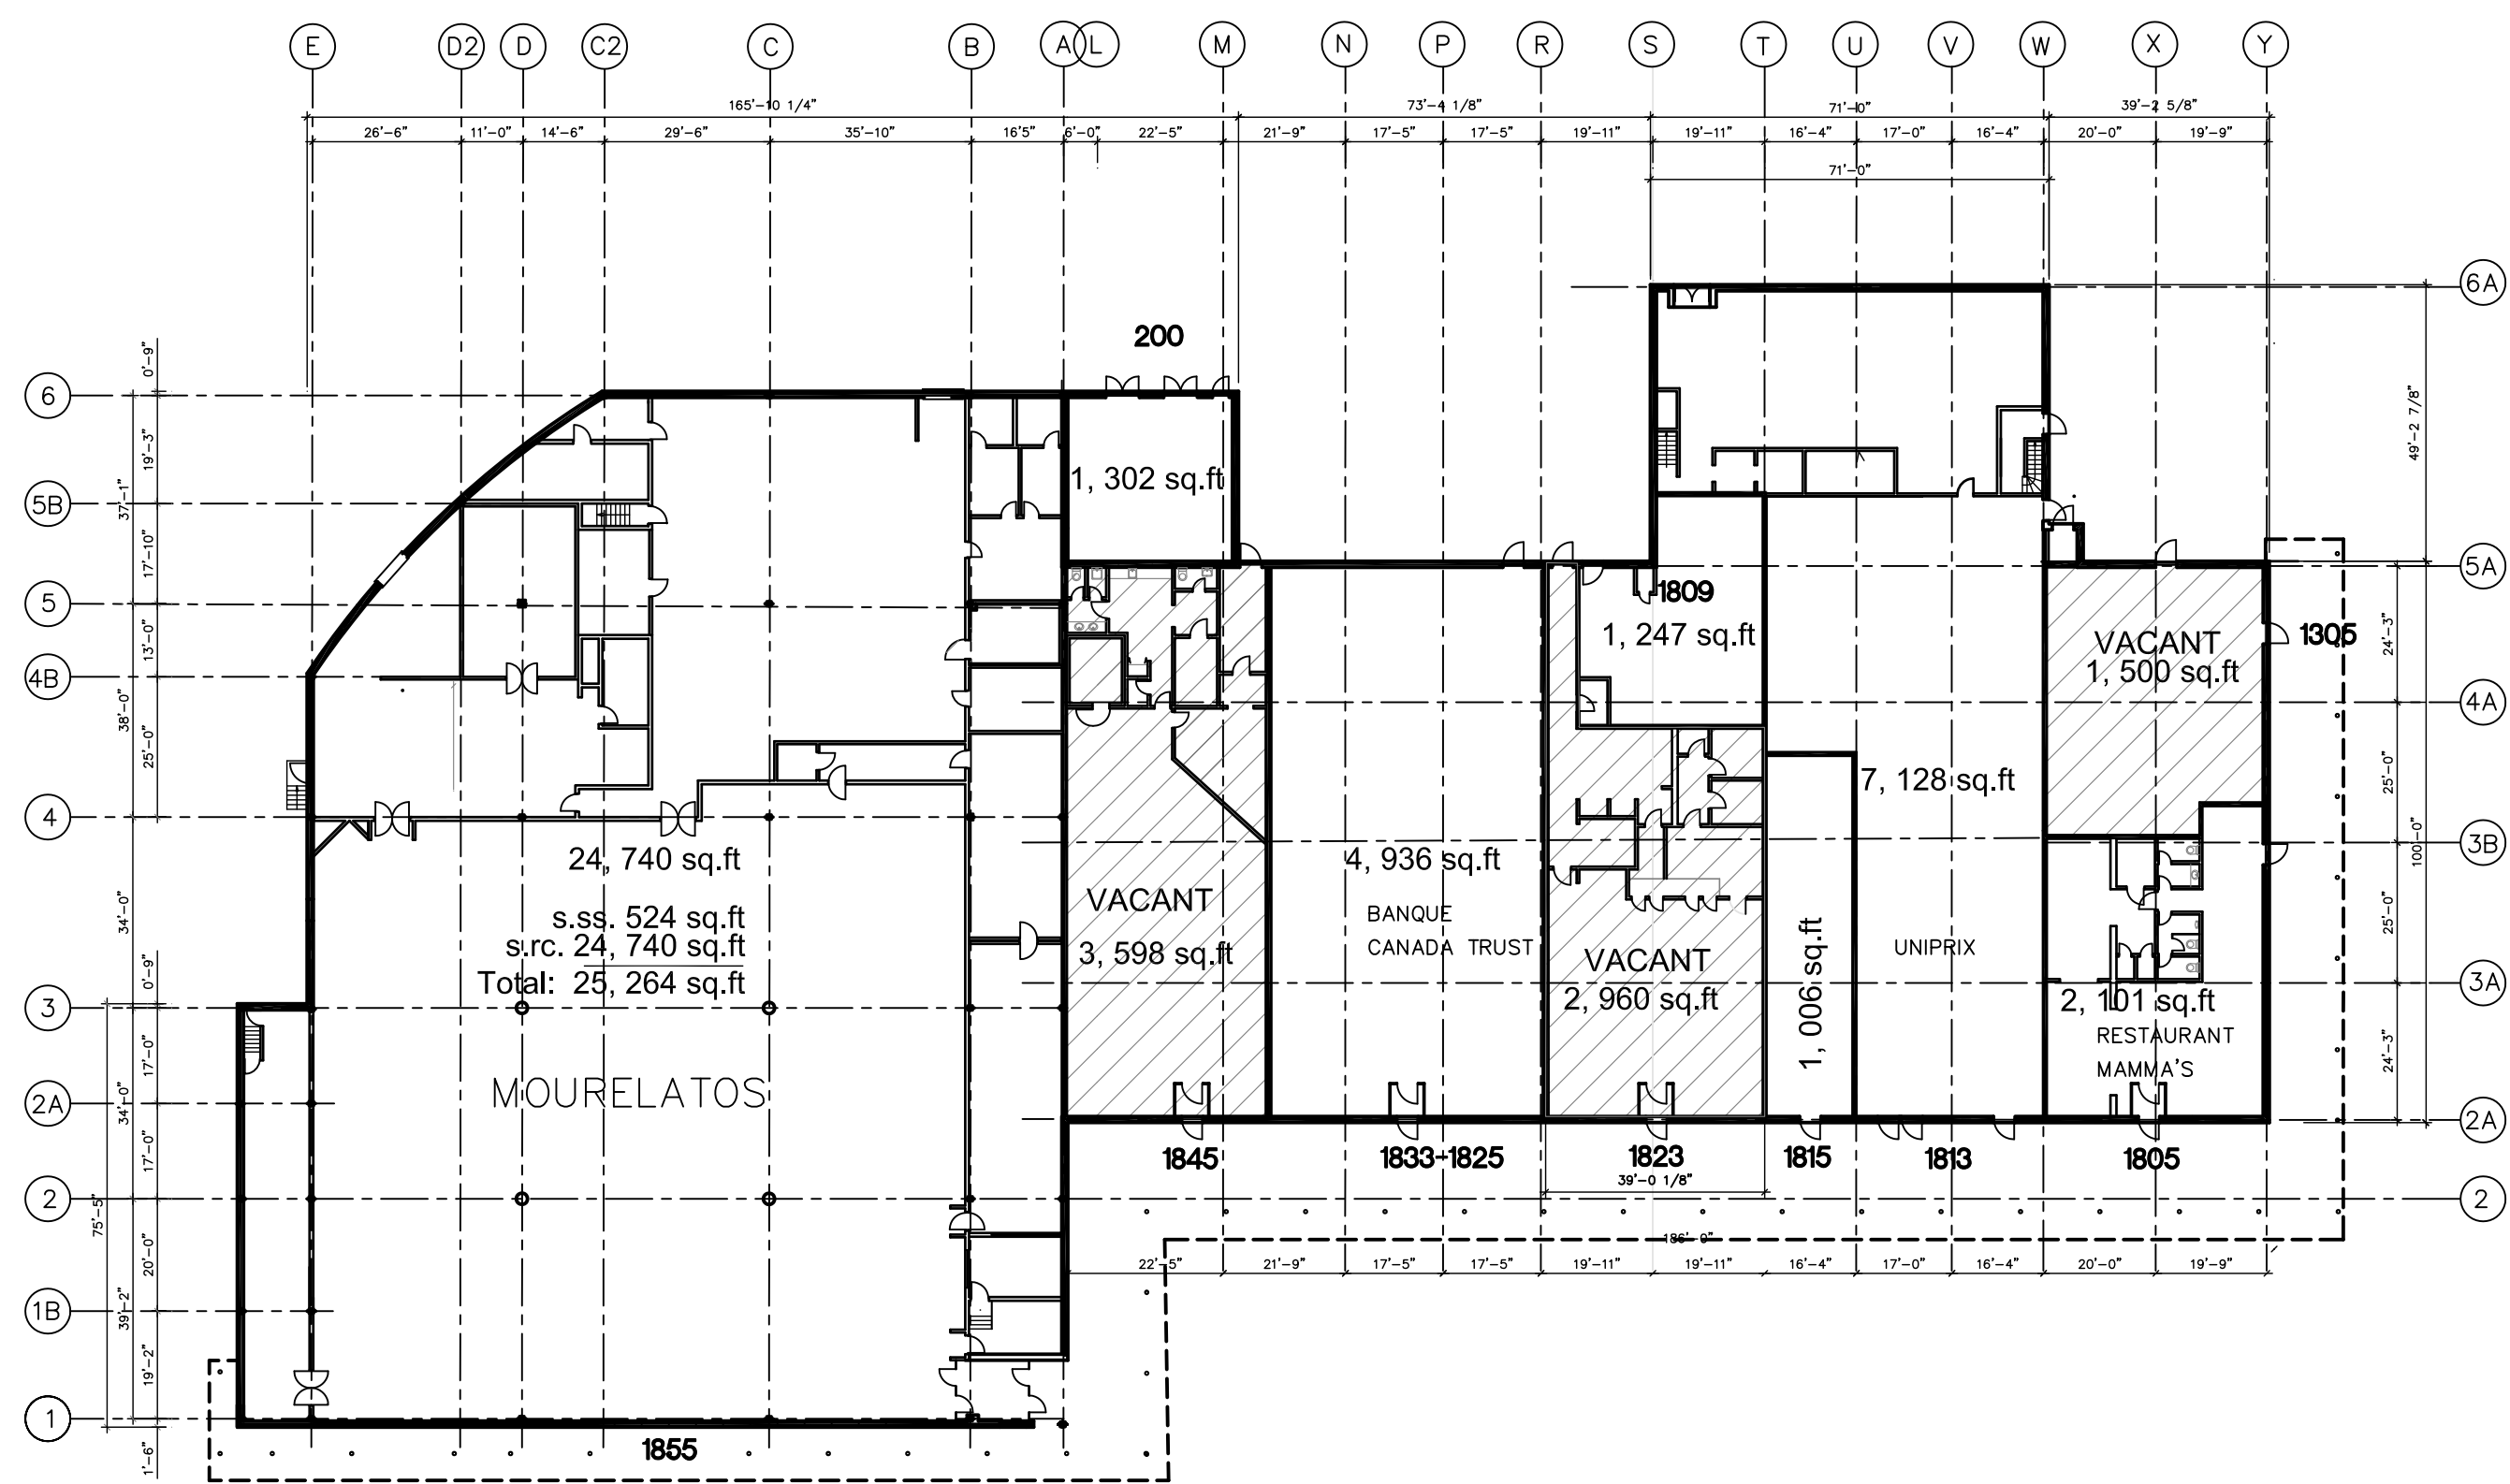 E D2 D C2 C B A L M N P R S T U V W X Y
165'-10 1/4" 73'-4 1/8" 71'-0" 39'-2 5/8"
26'-6" 11'-0" 14'-6" 29'-6" 35'-10" 16'5" 6'-0" 22'-5" 21'-9" 17'-5" 17'-5" 19'-11" 19'-11" 16'-4" 17'-0" 16'-4" 20'-0" 19'-9"
71'-0"
6A
200
0'-9"
6
49'-2 7/8"
19'-3"
1, 302 sq.ft
37'-1"
5B
17'-10"
5A
5
1809
1, 247 sq.ft
1305
VACANT
1, 500 sq.ft
24'-3"
13'-0"
4B
4A
38'-0"
25'-0"
7, 128 sq.ft
25'-0"
4
3B
100'-0"
24, 740 sq.ft
4, 936 sq.ft
34'-0"
VACANT
3, 598 sq.ft
BANQUE
CANADA TRUST
s.ss. 524 sq.ft
s.rc. 24, 740 sq.ft
Total: 25, 264 sq.ft
VACANT
2, 960 sq.ft
1, 006 sq.ft
UNIPRIX
25'-0"
0'-9"
3
3A
2, 101 sq.ft
RESTAURANT
MAMMA'S
17'-0"
24'-3"
MOURELATOS
2A
34'-0"
2A
17'-0"
1845 1833+1825 1823 1815 1813 1805
39'-0 1/8"
2
2
75'-5"
186'-0"
20'-0"
22'-5" 21'-9" 17'-5" 17'-5" 19'-11" 19'-11" 16'-4" 17'-0" 16'-4" 20'-0" 19'-9"
39'-2"
1B
19'-2"
1
1855
1'-6"